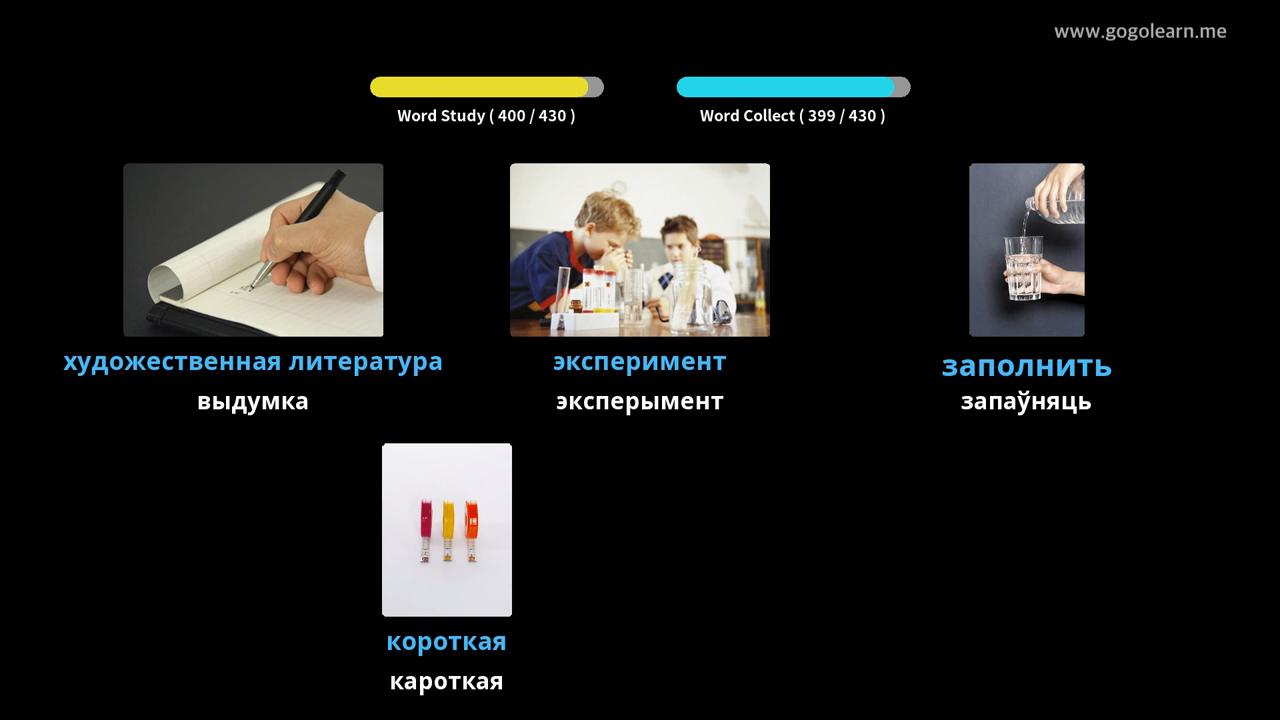 www.gogolearn.me
Word Study ( 400 / 430 )
Word Collect ( 399 / 430 )
художественная литература
выдумка
эксперимент
эксперымент
заполнить
запаўняць
короткая
кароткая